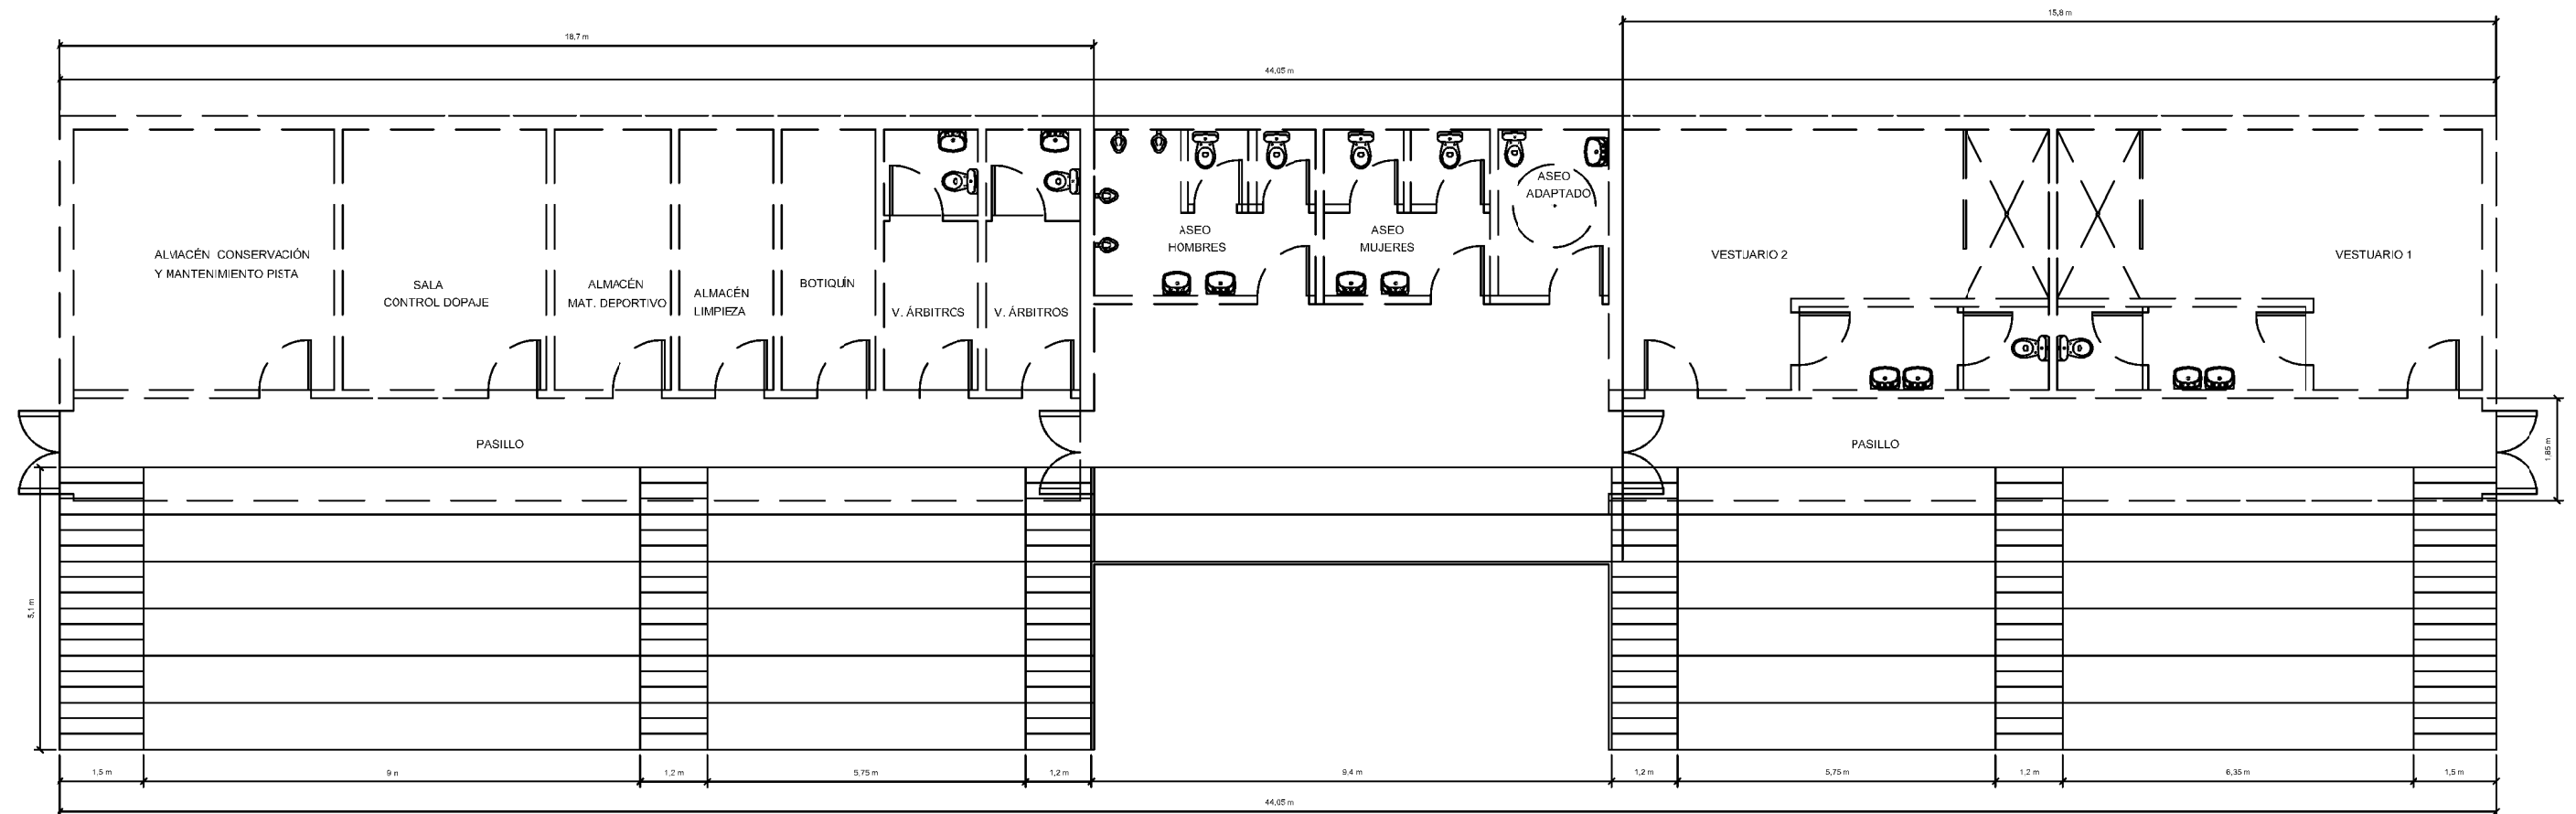 15,8 m
18,7 m
44,05 m
ALMACÉN CONSERVACIÓN
Y MANTENIMIENTO PISTA
SALA
CONTROL DOPAJE
ALMACÉN
MAT. DEPORTIVO
ALMACÉN
LIMPIEZA
BOTIQUÍN
V. ÁRBITROS
V. ÁRBITROS
ASEO
HOMBRES
ASEO
MUJERES
ASEO
ADAPTADO
VESTUARIO 2
VESTUARIO 1
PASILLO
PASILLO
1,85 m
5,1 m
1,5 m
9 m
1,2 m
5,75 m
1,2 m
9,4 m
1,2 m
5,75 m
1,2 m
6,35 m
1,5 m
44,05 m